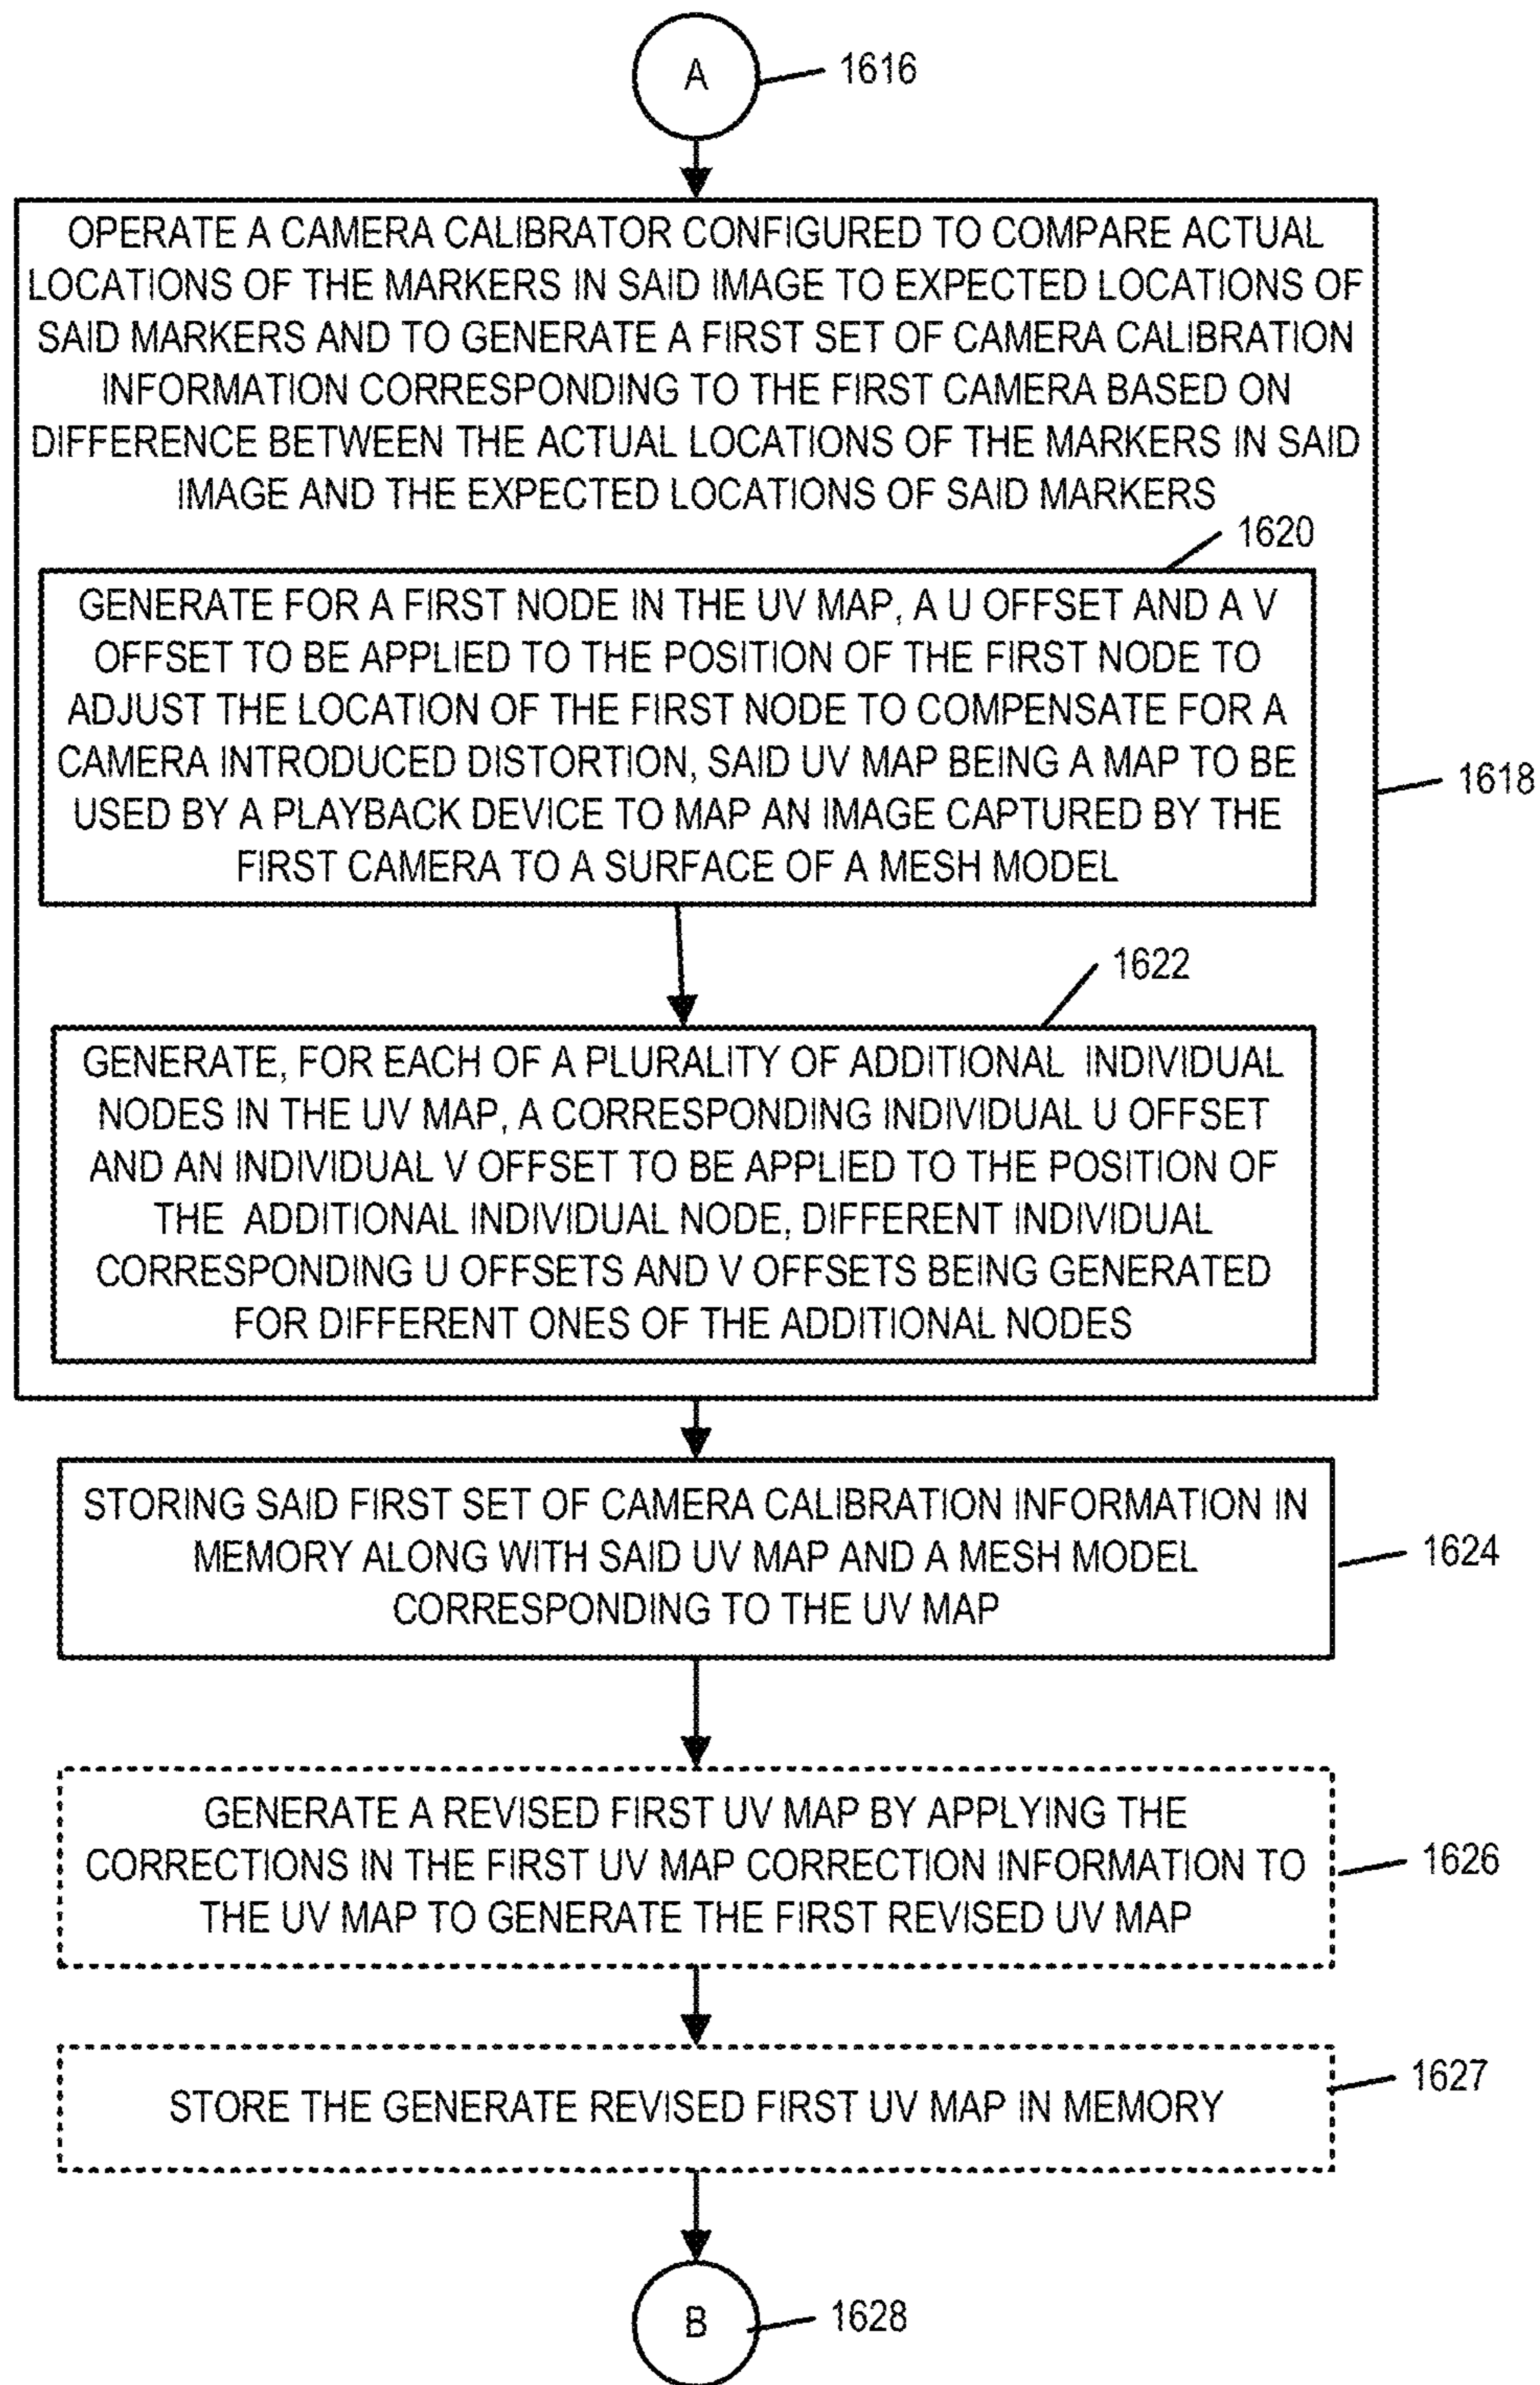 A
1616
OPERATE A CAMERA CALIBRATOR CONFIGURED TO COMPARE ACTUAL
LOCATIONS OF THE MARKERS IN SAID IMAGE TO EXPECTED LOCATIONS OF
SAID MARKERS AND TO GENERATE A FIRST SET OF CAMERA CALIBRATION
INFORMATION CORRESPONDING TO THE FIRST CAMERA BASED ON
DIFFERENCE BETWEEN THE ACTUAL LOCATIONS OF THE MARKERS IN SAID
IMAGE AND THE EXPECTED LOCATIONS OF SAID MARKERS
1620
GENERATE FOR A FIRST NODE IN THE UV MAP, A U OFFSET AND A V
OFFSET TO BE APPLIED TO THE POSITION OF THE FIRST NODE TO
ADJUST THE LOCATION OF THE FIRST NODE TO COMPENSATE FOR A
CAMERA INTRODUCED DISTORTION, SAID UV MAP BEING A MAP TO BE
USED BY A PLAYBACK DEVICE TO MAP AN IMAGE CAPTURED BY THE
FIRST CAMERA TO A SURFACE OF A MESH MODEL
1618
1622
GENERATE, FOR EACH OF A PLURALITY OF ADDITIONAL INDIVIDUAL
NODES IN THE UV MAP, A CORRESPONDING INDIVIDUAL U OFFSET
AND AN INDIVIDUAL V OFFSET TO BE APPLIED TO THE POSITION OF
THE ADDITIONAL INDIVIDUAL NODE, DIFFERENT INDIVIDUAL
CORRESPONDING U OFFSETS AND V OFFSETS BEING GENERATED
FOR DIFFERENT ONES OF THE ADDITIONAL NODES
STORING SAID FIRST SET OF CAMERA CALIBRATION INFORMATION IN
MEMORY ALONG WITH SAID UV MAP AND A MESH MODEL
CORRESPONDING TO THE UV MAP
1624
GENERATE A REVISED FIRST UV MAP BY APPLYING THE
CORRECTIONS IN THE FIRST UV MAP CORRECTION INFORMATION TO
THE UV MAP TO GENERATE THE FIRST REVISED UV MAP
1626
STORE THE GENERATE REVISED FIRST UV MAP IN MEMORY
1627
B
1628